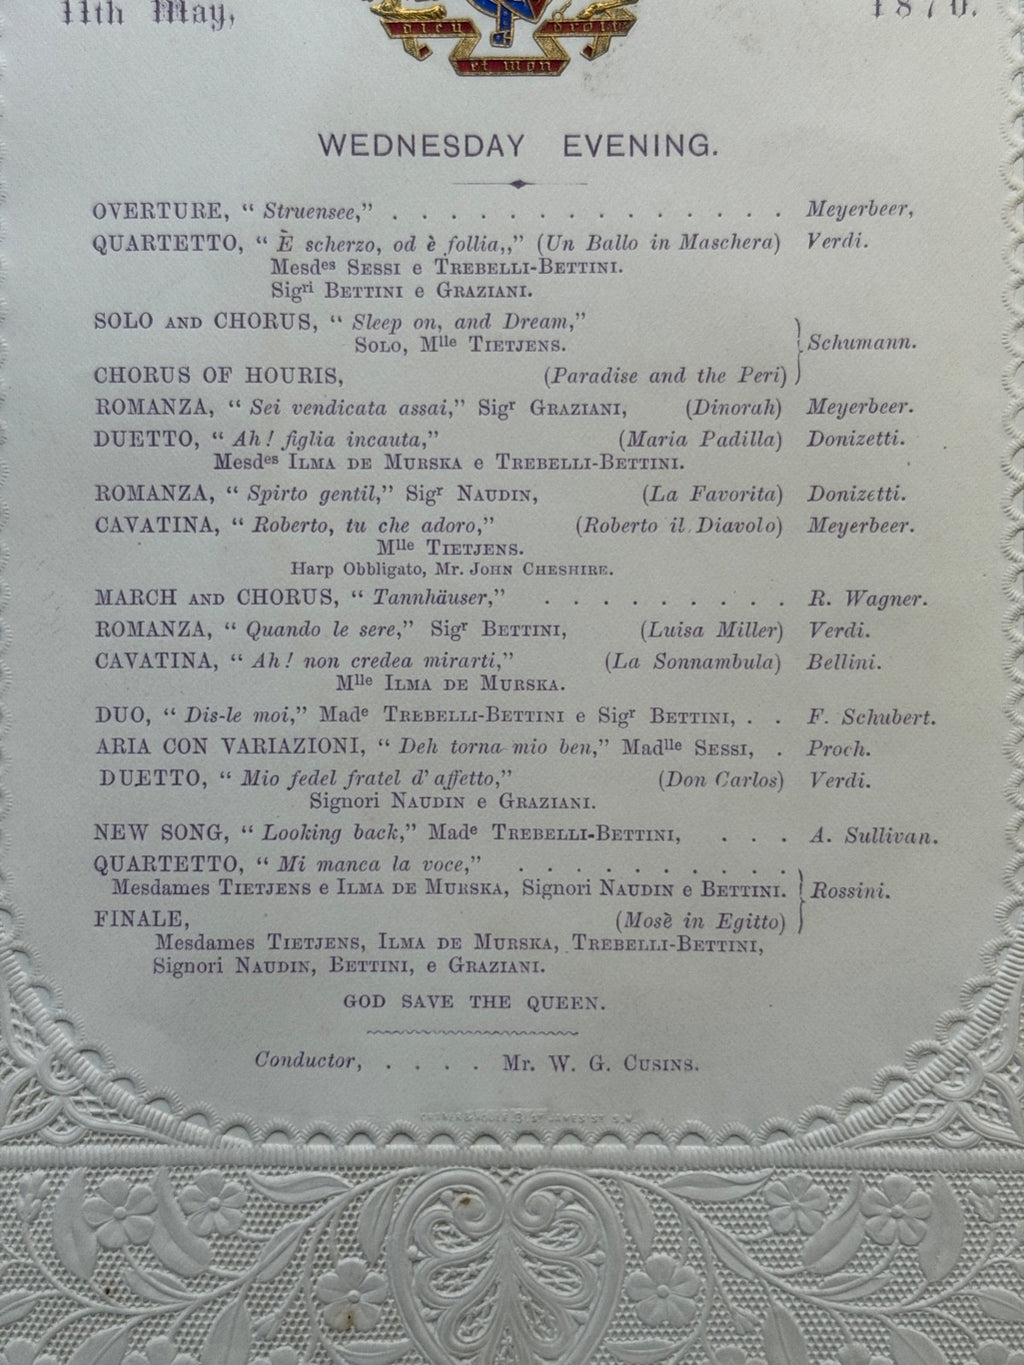 11th May, 1870.
dieu et mon droit
WEDNESDAY EVENING.
OVERTURE, “ Struensee,” . . . . . . . . . . . . . . Meyerbeer,
QUARTETTO, “ È scherzo, od è follia,,” (Un Ballo in Maschera) Verdi.
Mesdes SESSI e TREBELLI-BETTINI.
Sigri BETTINI e GRAZIANI.
SOLO AND CHORUS, “ Sleep on, and Dream,”
SOLO, Mlle TIETJENS.
Schumann.
CHORUS OF HOURIS, (Paradise and the Peri)
ROMANZA, “ Sei vendicata assai,” Sigr GRAZIANI, (Dinorah) Meyerbeer.
DUETTO, “ Ah! figlia incauta,” (Maria Padilla) Donizetti.
Mesdes ILMA DE MURSKA e TREBELLI-BETTINI.
ROMANZA, “ Spirto gentil,” Sigr NAUDIN, (La Favorita) Donizetti.
CAVATINA, “ Roberto, tu che adoro,” (Roberto il Diavolo) Meyerbeer.
Mlle TIETJENS.
Harp Obbligato, Mr. JOHN CHESHIRE.
MARCH AND CHORUS, “ Tannhäuser,” . . . . . . . . . R. Wagner.
ROMANZA, “ Quando le sere,” Sigr BETTINI, (Luisa Miller) Verdi.
CAVATINA, “ Ah! non credea mirarti,” (La Sonnambula) Bellini.
Mlle ILMA DE MURSKA.
DUO, “ Dis-le moi,” Made TREBELLI-BETTINI e Sigr BETTINI, . . F. Schubert.
ARIA CON VARIAZIONI, “ Deh torna mio ben,” Madlle SESSI, . Proch.
DUETTO, “ Mio fedel fratel d'affetto,” (Don Carlos) Verdi.
Signori NAUDIN e GRAZIANI.
NEW SONG, “ Looking back,” Made TREBELLI-BETTINI, . . . A. Sullivan.
QUARTETTO, “ Mi manca la voce,” . . . . . . . . . .
Mesdames TIETJENS e ILMA DE MURSKA, Signori NAUDIN e BETTINI. Rossini.
FINALE, (Mosè in Egitto)
Mesdames TIETJENS, ILMA DE MURSKA, TREBELLI-BETTINI,
Signori NAUDIN, BETTINI, e GRAZIANI.
GOD SAVE THE QUEEN.
Conductor, . . . . Mr. W. G. CUSINS.
ST JAMES' ST S.W